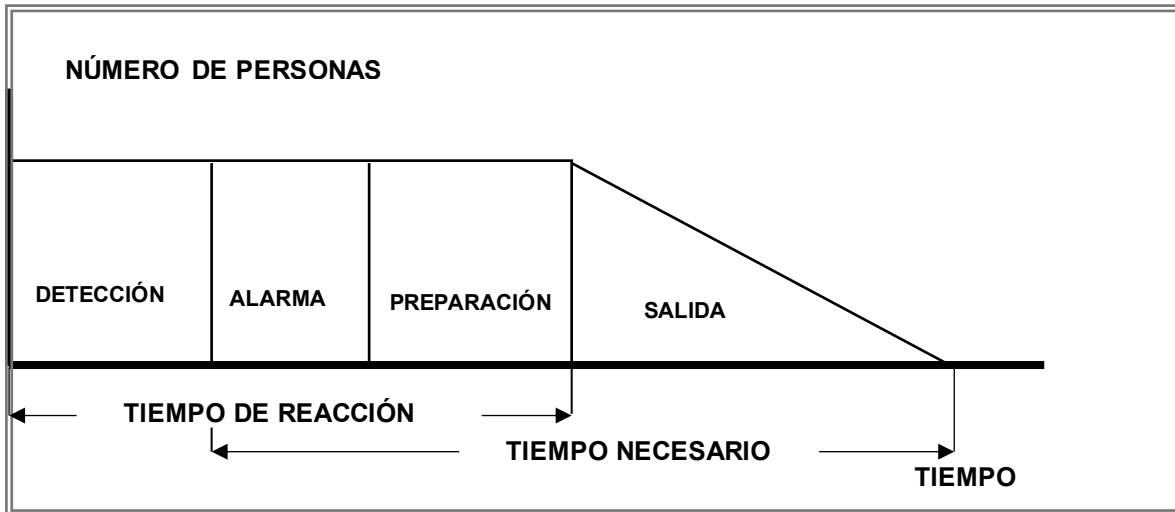 NÚMERO DE PERSONAS
DETECCIÓN
ALARMA
PREPARACIÓN
SALIDA
TIEMPO DE REACCIÓN
TIEMPO NECESARIO
TIEMPO